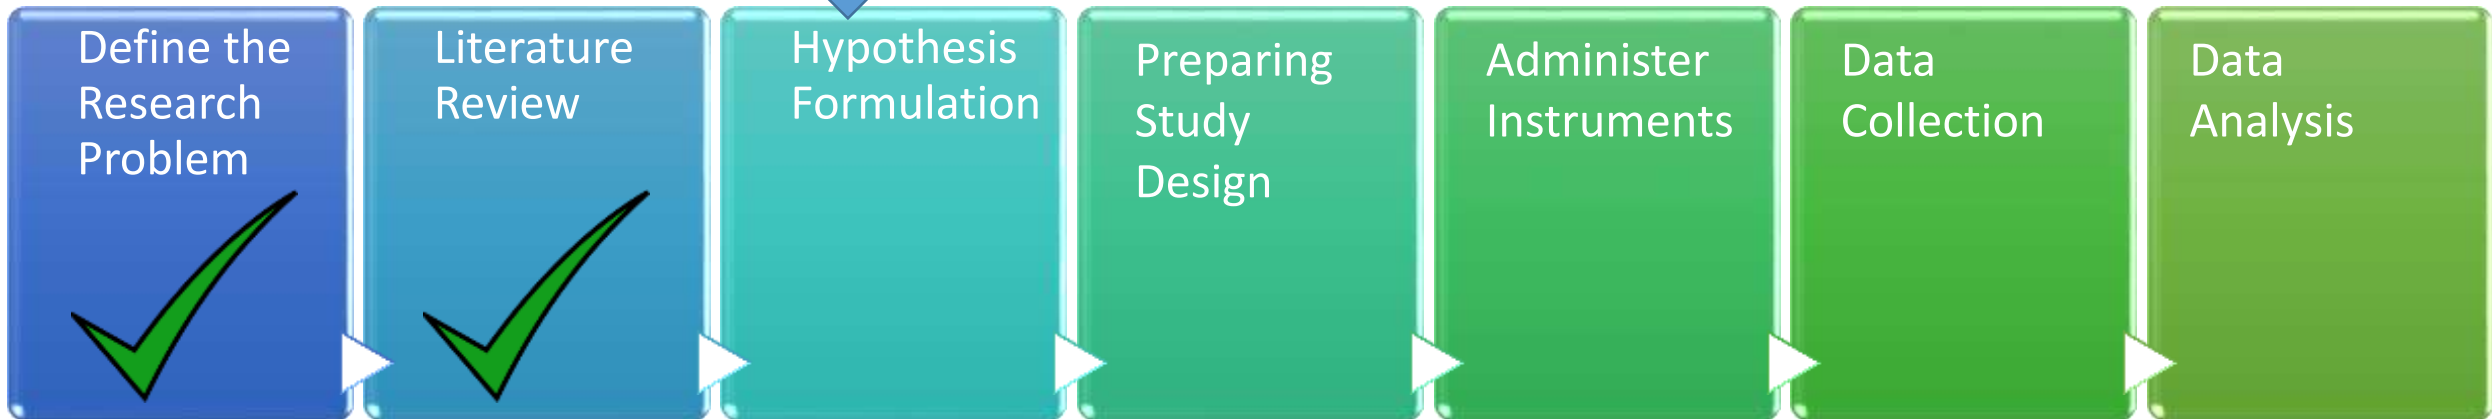 Define the
Research
Problem
Literature
Review
Hypothesis
Formulation
Preparing
Study
Design
Administer
Instruments
Data
Collection
Data
Analysis